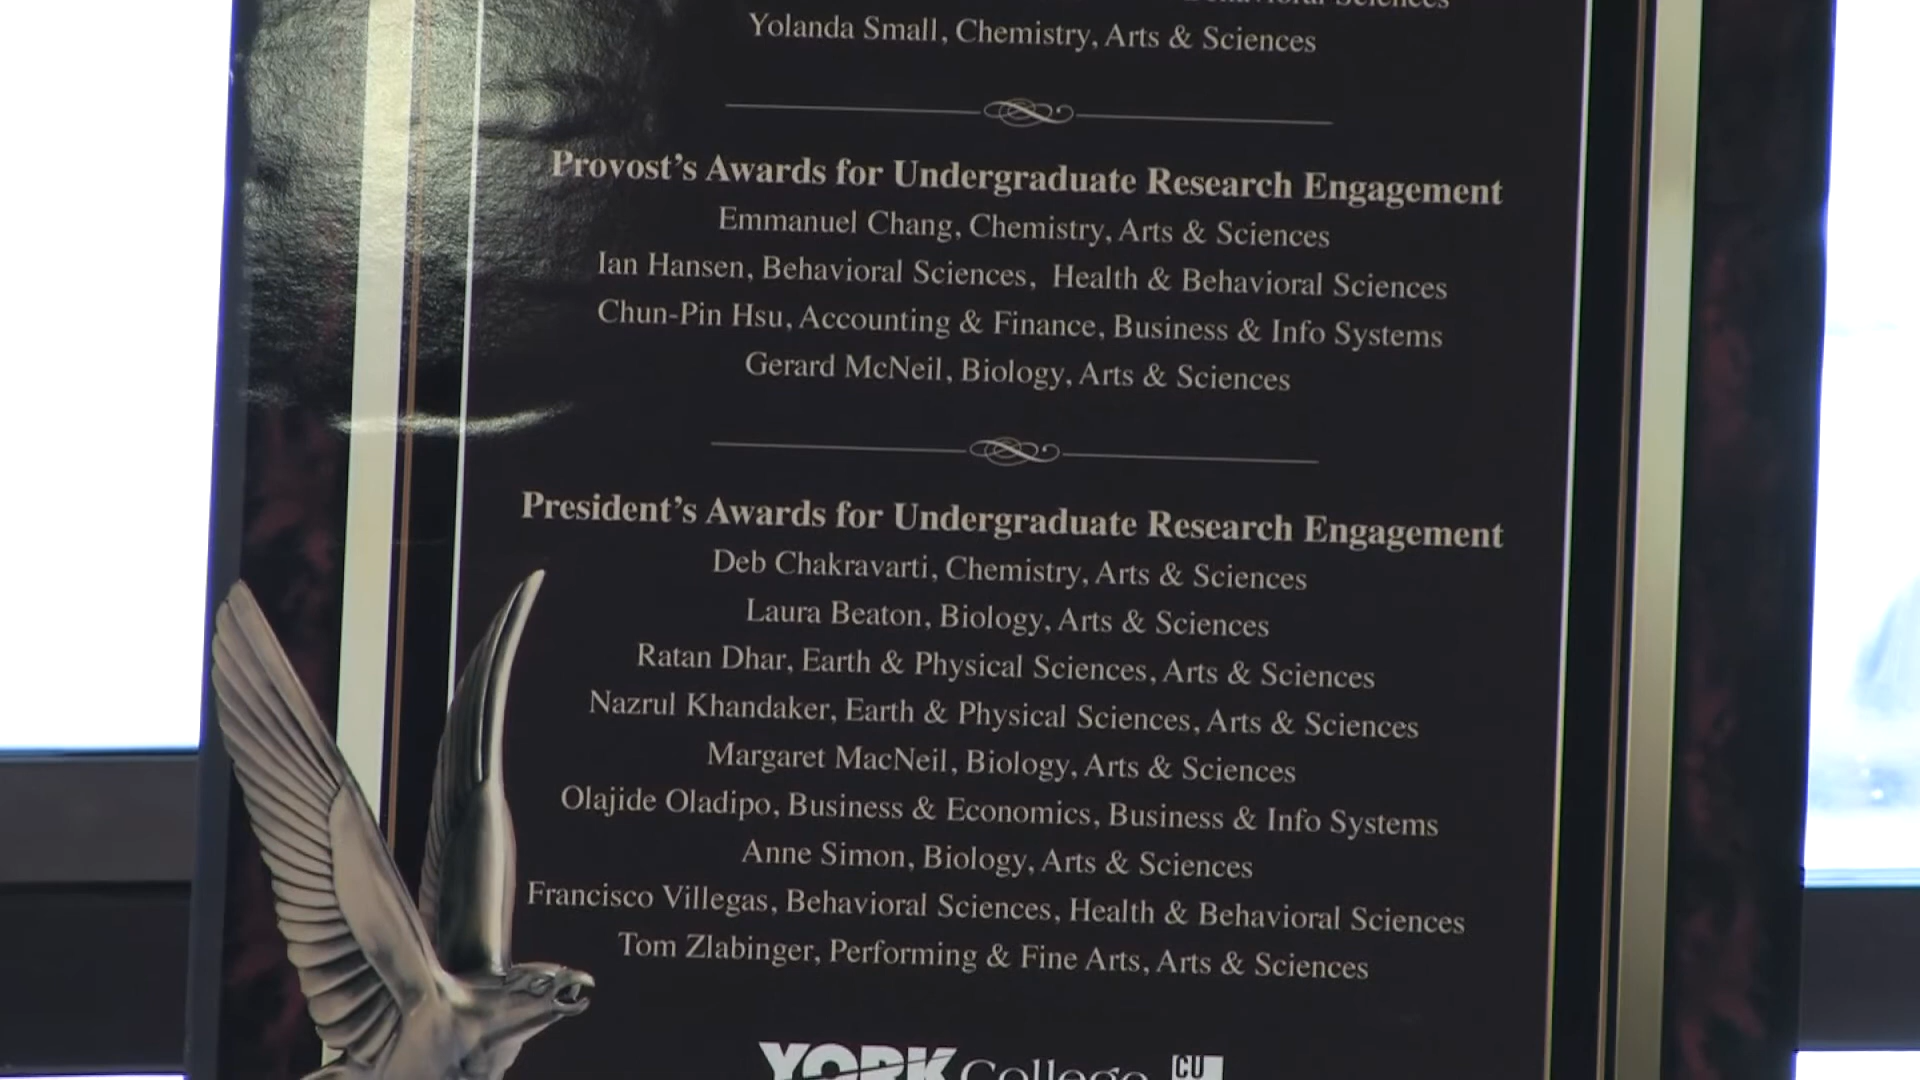 Behavioral Sciences
Yolanda Small, Chemistry, Arts & Sciences
Provost's Awards for Undergraduate Research Engagement
Emmanuel Chang, Chemistry, Arts & Sciences
Ian Hansen, Behavioral Sciences, Health & Behavioral Sciences
Chun-Pin Hsu, Accounting & Finance, Business & Info Systems
Gerard McNeil, Biology, Arts & Sciences
President's Awards for Undergraduate Research Engagement
Deb Chakravarti, Chemistry, Arts & Sciences
Laura Beaton, Biology, Arts & Sciences
Ratan Dhar, Earth & Physical Sciences, Arts & Sciences
Nazrul Khandaker, Earth & Physical Sciences, Arts & Sciences
Margaret MacNeil, Biology, Arts & Sciences
Olajide Oladipo, Business & Economics, Business & Info Systems
Anne Simon, Biology, Arts & Sciences
Francisco Villegas, Behavioral Sciences, Health & Behavioral Sciences
Tom Zlabinger, Performing & Fine Arts, Arts & Sciences
YORK College CU